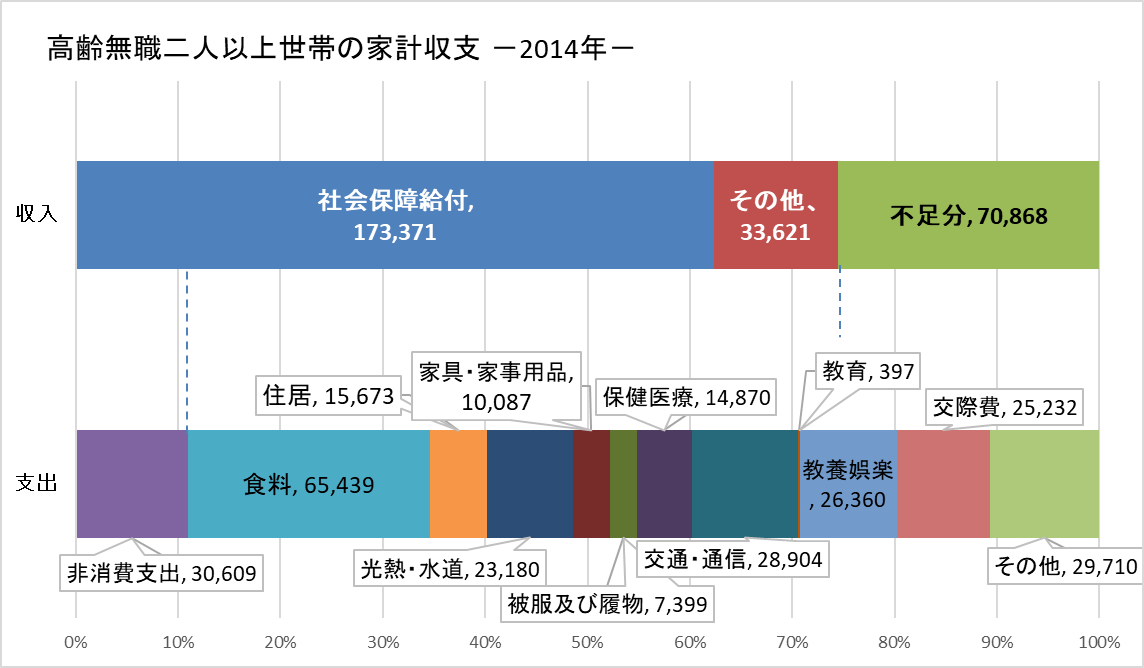 高齢無職二人以上世帯の家計収支 －2014年－
収入
社会保障給付,
173,371
その他、
33,621
不足分, 70,868
住居, 15,673
家具・家事用品,
10,087
保健医療, 14,870
教育, 397
交際費, 25,232
支出
食料, 65,439
教養娯楽
, 26,360
非消費支出, 30,609
光熱・水道, 23,180
被服及び履物, 7,399
交通・通信, 28,904
その他, 29,710
0%
10%
20%
30%
40%
50%
60%
70%
80%
90%
100%